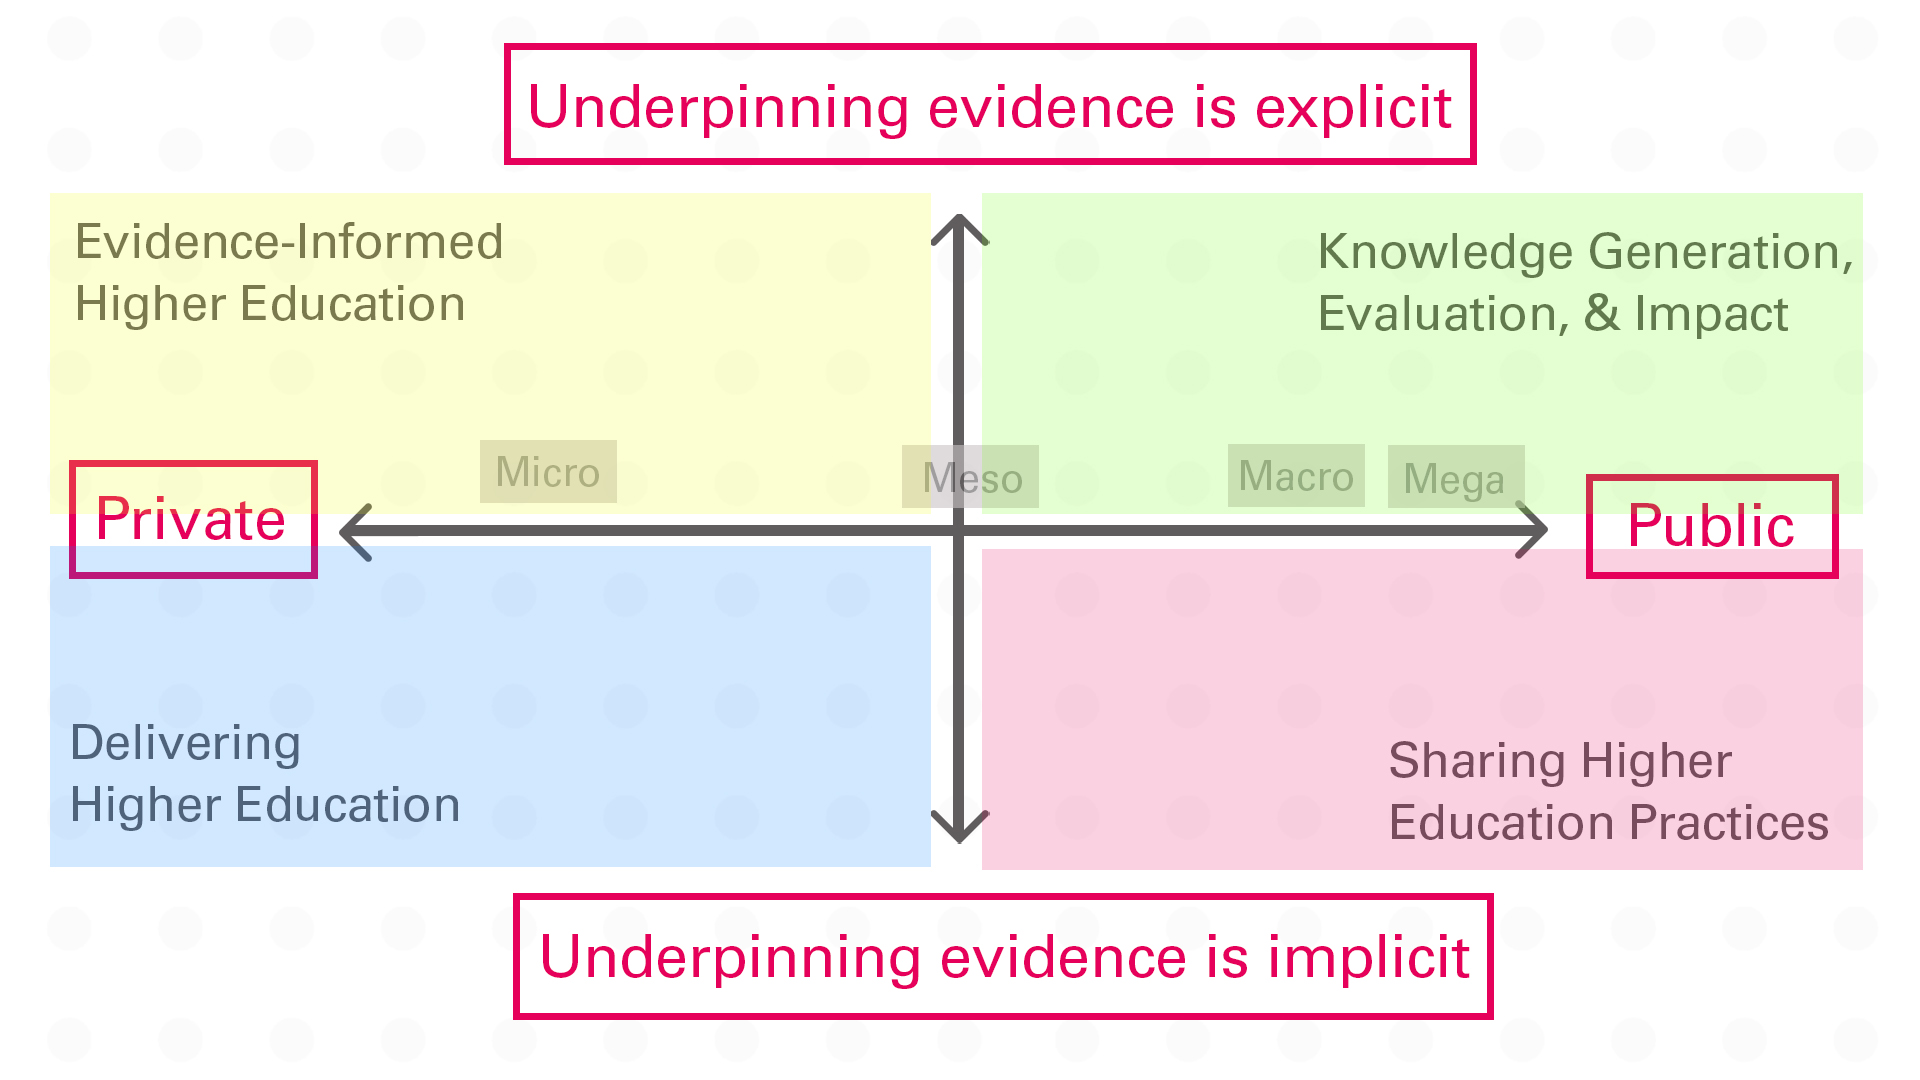 Underpinning evidence is explicit
Evidence-Informed
Higher Education
Knowledge Generation,
Evaluation, & Impact
Micro
Meso
Macro
Mega
Private
Public
Delivering
Higher Education
Sharing Higher
Education Practices
Underpinning evidence is implicit